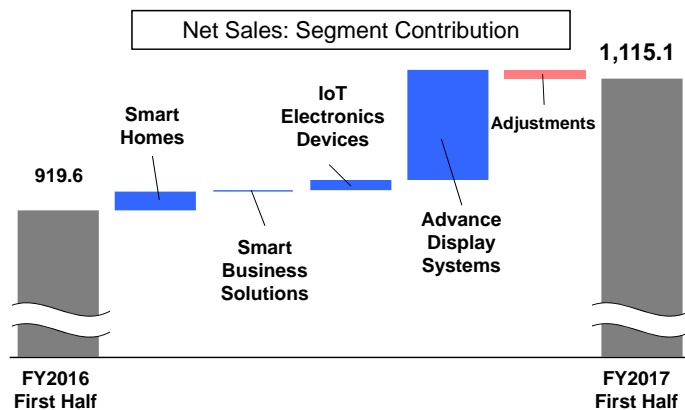 Net Sales: Segment Contribution
1,115.1
919.6
Smart
Homes
Smart
Business
Solutions
IoT
Electronics
Devices
Advance
Display
Systems
Adjustments
FY2016
First Half
FY2017
First Half